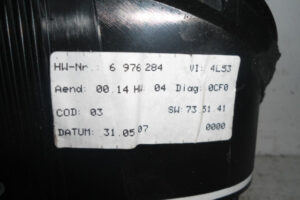 HW-Nr.: 6 976 284 VI: 4L53
Aend: 00.14 HW 04 Diag: 0CF0
COD: 03 SW: 73.51.41
DATUM: 31.05 07 0000